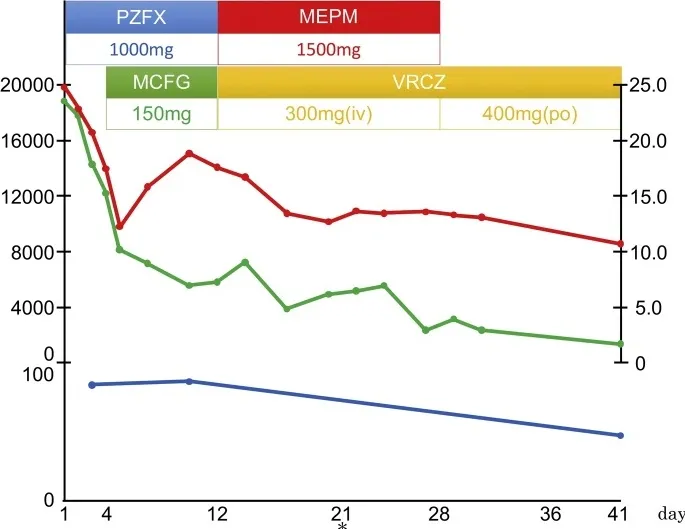 PZFX MEPM
1000mg 1500mg
MCFG VRCZ
150mg 300mg(iv) 400mg(po)
20000 25.0
16000 20.0
12000 15.0
8000 10.0
4000 5.0
0 0
100
0
1 4 12 21 28 36 41 day
*